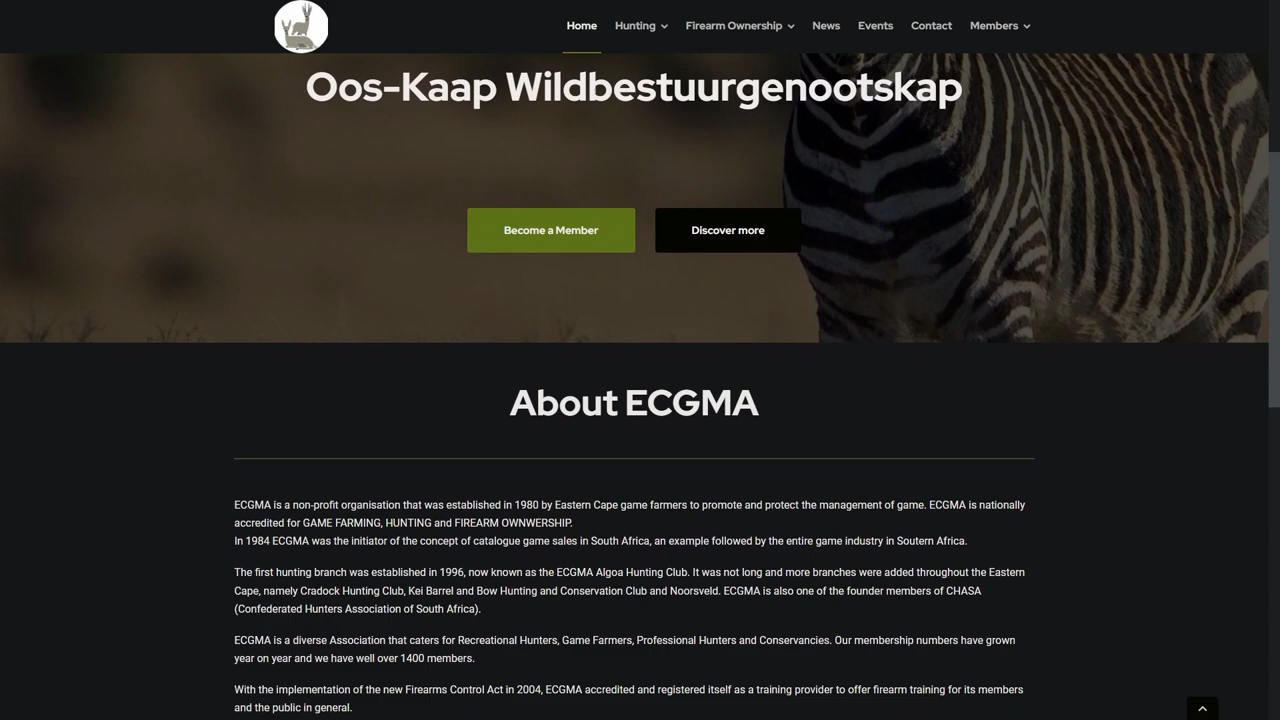 Home Hunting Firearm Ownership News Events Contact Members
Oos-Kaap Wildbestuurgenootskap
Become a Member
Discover more
About ECGMA
ECGMA is a non-profit organisation that was established in 1980 by Eastern Cape game farmers to promote and protect the management of game. ECGMA is nationally
accredited for GAME FARMING, HUNTING and FIREARM OWNWERSHIP.
In 1984 ECGMA was the initiator of the concept of catalogue game sales in South Africa, an example followed by the entire game industry in Soutern Africa.
The first hunting branch was established in 1996, now known as the ECGMA Algoa Hunting Club. It was not long and more branches were added throughout the Eastern
Cape, namely Cradock Hunting Club, Kei Barrel and Bow Hunting and Conservation Club and Noorsveld. ECGMA is also one of the founder members of CHASA
(Confederated Hunters Association of South Africa).
ECGMA is a diverse Association that caters for Recreational Hunters, Game Farmers, Professional Hunters and Conservancies. Our membership numbers have grown
year on year and we have well over 1400 members.
With the implementation of the new Firearms Control Act in 2004, ECGMA accredited and registered itself as a training provider to offer firearm training for its members
and the public in general.